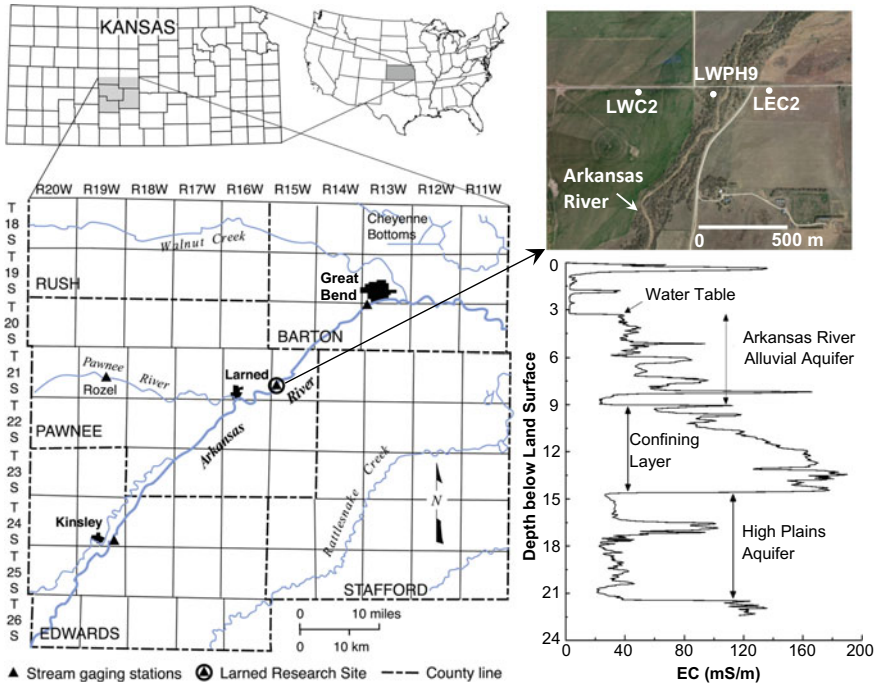 KANSAS
R20W R19W R18W R17W R16W R15W R14W R13W R12W R11W
T
18
S
T
19
S
T
20
S
T
21
S
T
22
S
T
23
S
T
24
S
T
25
S
T
26
S
Walnut Creek
Cheyenne
Bottoms
RUSH
Great
Bend
BARTON
Pawnee
River
Rozel
Larned
River
Arkansas
PAWNEE
Rattlesnake Creek
N
Kinsley
STAFFORD
EDWARDS
0 10 miles
0 10 km
Stream gaging stations Larned Research Site County line
LWPH9
LWC2 LEC2
Arkansas
River
0 500 m
Depth below Land Surface
0
3
6
9
12
15
18
21
24
Water Table
Arkansas River
Alluvial Aquifer
Confining
Layer
High Plains
Aquifer
0 40 80 120 160 200
EC (mS/m)